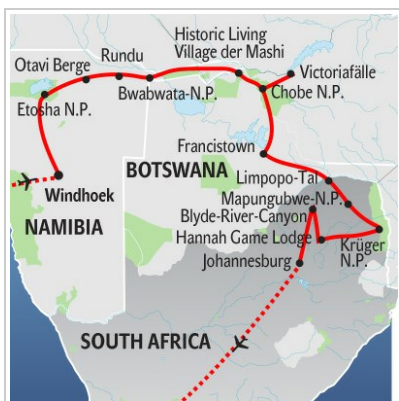 Historic Living
Village der Mashi
Rundu
Otavi Berge
Victoriafälle
Etosha N.P.
Bwabwata-N.P.
Chobe N.P.
Francistown
BOTSWANA
Limpopo-Tal
Windhoek
Mapungubwe-N.P.
Blyde-River-Canyon
NAMIBIA
Hannah Game Lodge
Krüger
N.P.
Johannesburg
SOUTH AFRICA